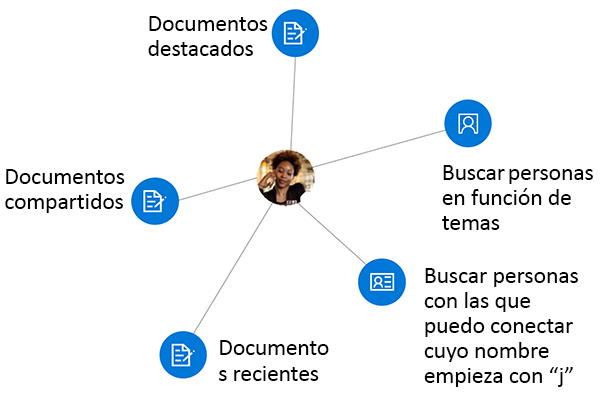 Documentos
destacados
Buscar personas
en función de
temas
Documentos
compartidos
Buscar personas
con las que
puedo conectar
cuyo nombre
empieza con “j”
Documento
s recientes